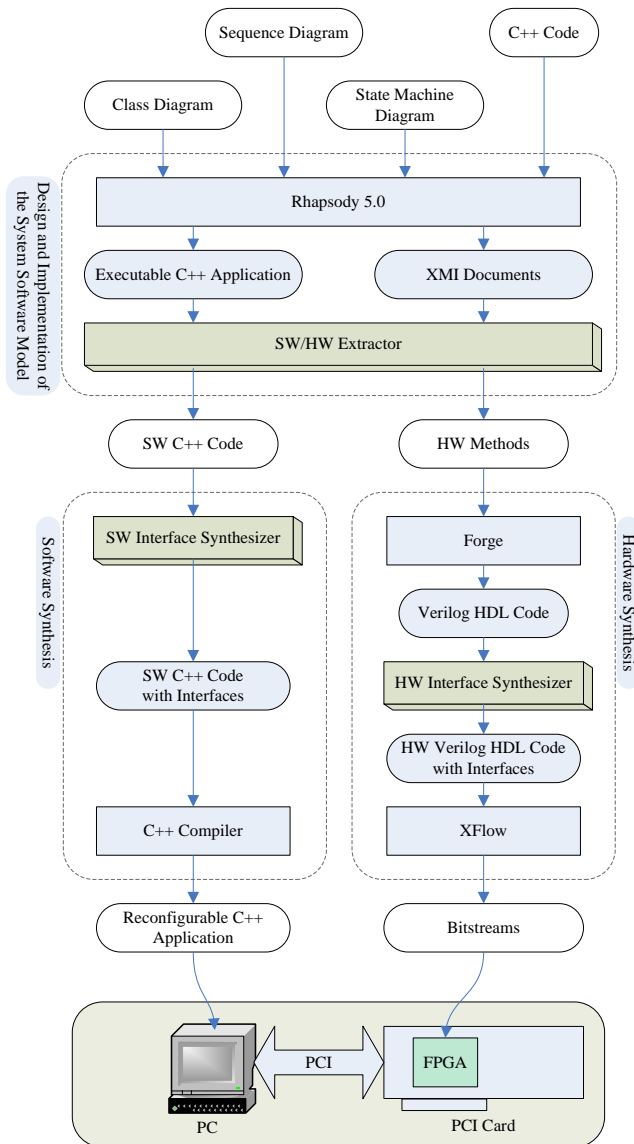 Sequence Diagram
C++ Code
Class Diagram
State Machine
Diagram
Design and Implementation of
the System Software Model
Rhapsody 5.0
Executable C++ Application
XMI Documents
SW/HW Extractor
SW C++ Code
HW Methods
Software Synthesis
SW Interface Synthesizer
SW C++ Code
with Interfaces
C++ Compiler
Hardware Synthesis
Forge
Verilog HDL Code
HW Interface Synthesizer
HW Verilog HDL Code
with Interfaces
XFlow
Reconfigurable C++
Application
Bitstreams
PCI
FPGA
PC
PCI Card